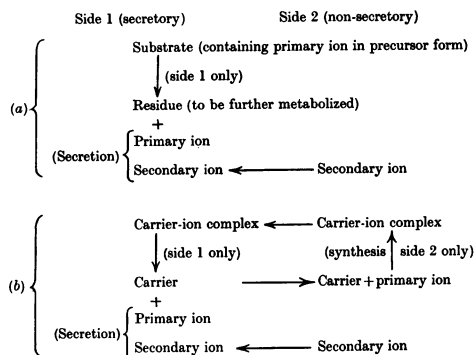 Side 1 (secretory) Side 2 (non-secretory)
Substrate (containing primary ion in precursor form)
(side 1 only)
(a) Residue (to be further metabolized)
+
(Secretion) Primary ion
Secondary ion Secondary ion
Carrier-ion complex Carrier-ion complex
(side 1 only) (synthesis side 2 only)
(b) Carrier Carrier + primary ion
+
(Secretion) Primary ion
Secondary ion Secondary ion